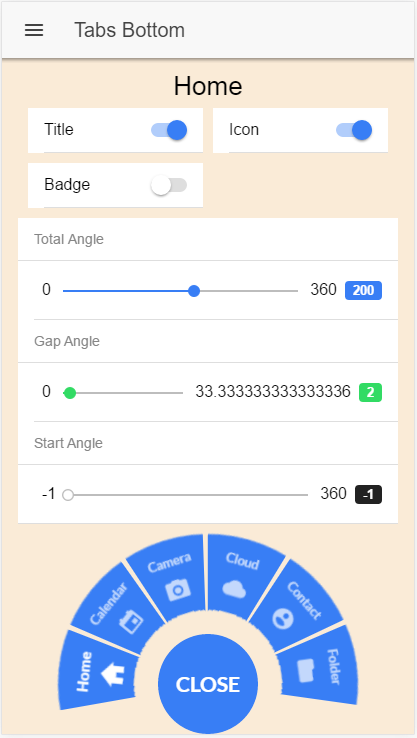 Tabs Bottom
Home
Title
Icon
Badge
Total Angle
0 360 200
Gap Angle
0 33.333333333333336 2
Start Angle
-1 360 -1
Home
Calendar
Camera
Cloud
Contact
Folder
CLOSE